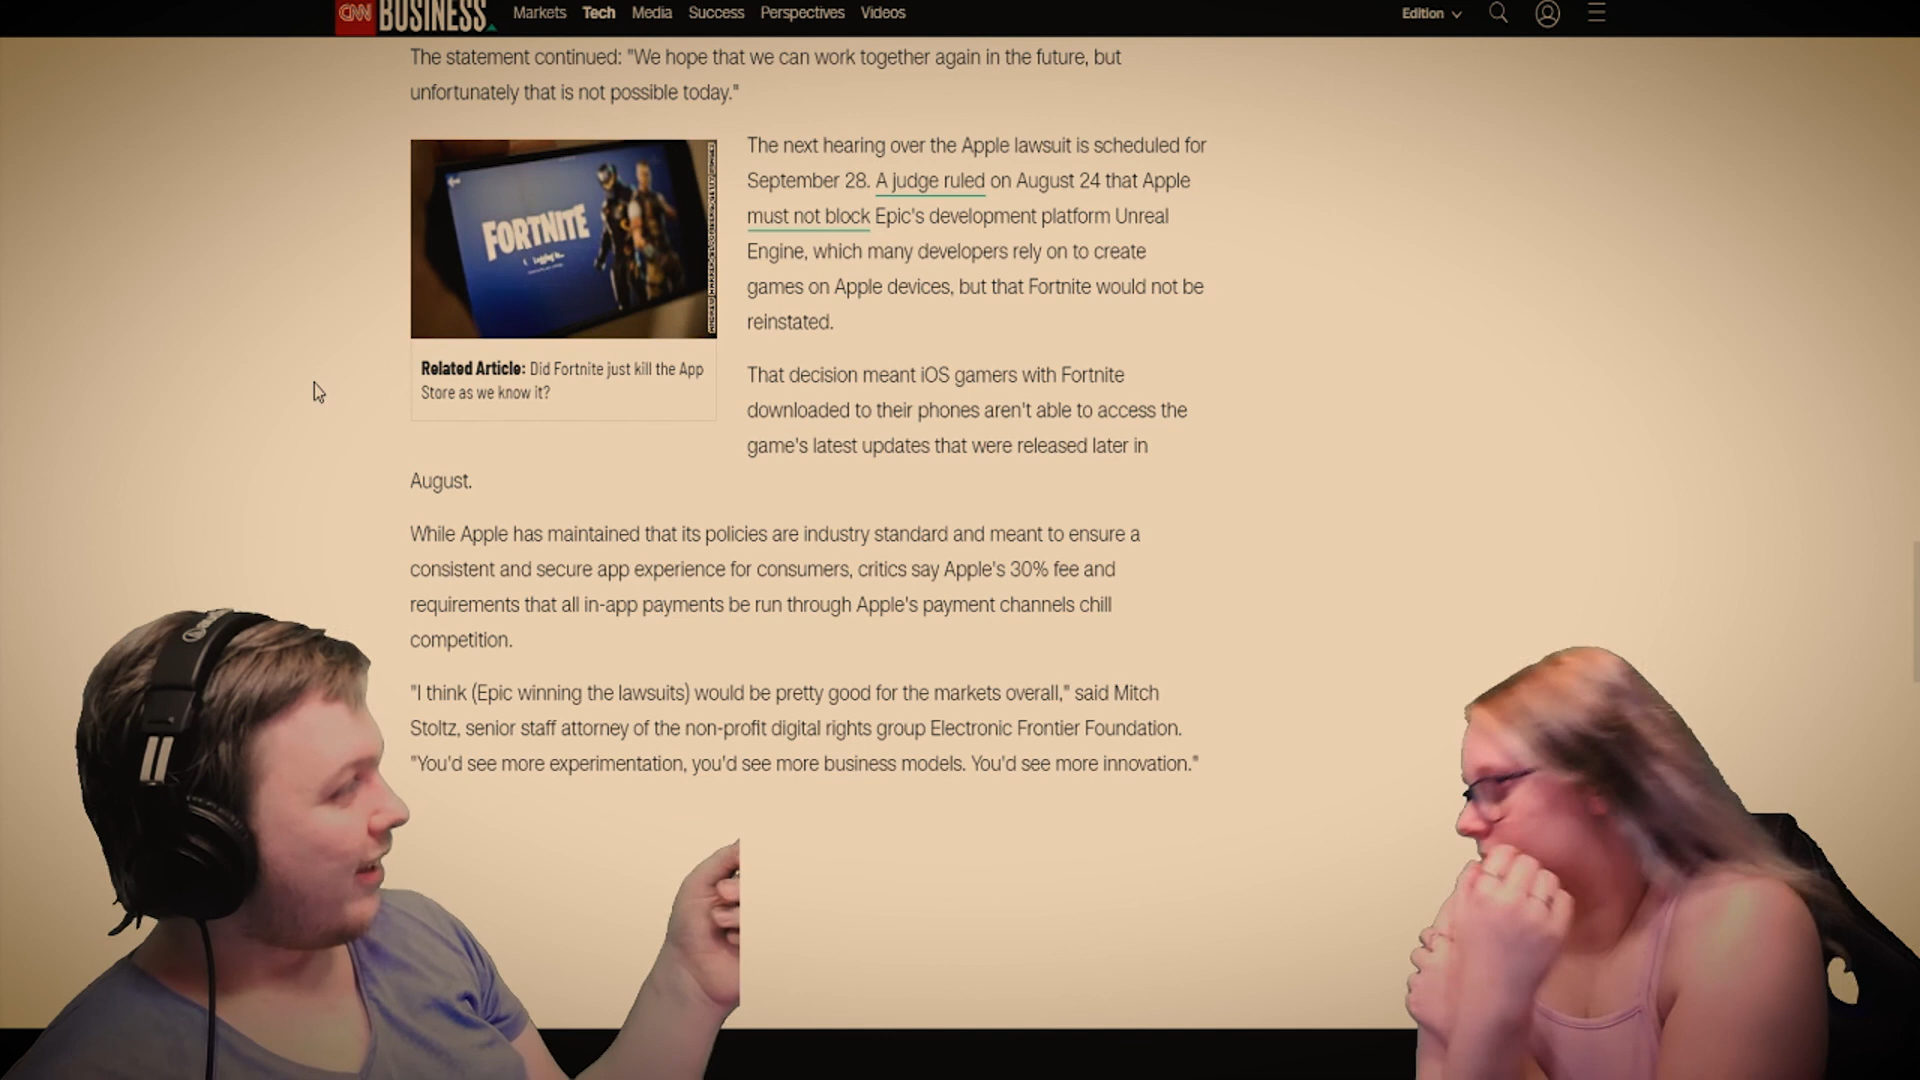 CNN BUSINESS Markets Tech Media Success Perspectives Videos Edition
The statement continued: "We hope that we can work together again in the future, but
unfortunately that is not possible today."
FORTNITE
Logging in...
Related Article: Did Fortnite just kill the App
Store as we know it?
The next hearing over the Apple lawsuit is scheduled for
September 28. A judge ruled on August 24 that Apple
must not block Epic's development platform Unreal
Engine, which many developers rely on to create
games on Apple devices, but that Fortnite would not be
reinstated.
That decision meant iOS gamers with Fortnite
downloaded to their phones aren't able to access the
game's latest updates that were released later in
August.
While Apple has maintained that its policies are industry standard and meant to ensure a
consistent and secure app experience for consumers, critics say Apple's 30% fee and
requirements that all in-app payments be run through Apple's payment channels chill
competition.
"I think (Epic winning the lawsuits) would be pretty good for the markets overall," said Mitch
Stoltz, senior staff attorney of the non-profit digital rights group Electronic Frontier Foundation.
"You'd see more experimentation, you'd see more business models. You'd see more innovation."